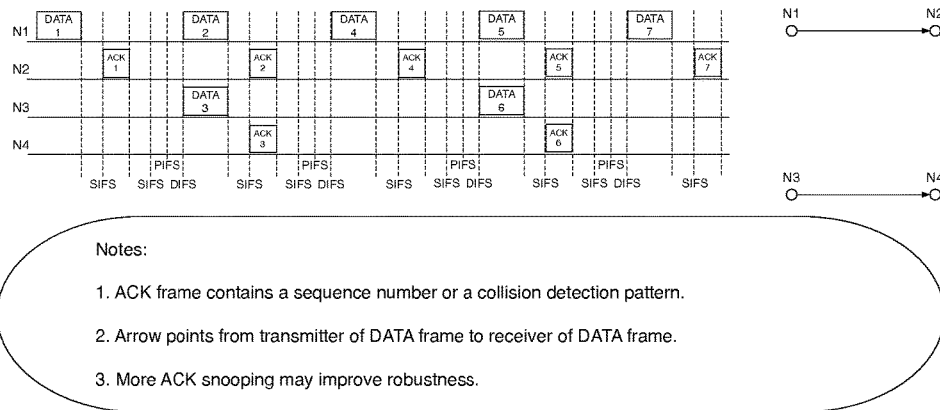 N1 DATA 1 DATA 2 DATA 4 DATA 5 DATA 7
N2 ACK 1 ACK 2 ACK 4 ACK 5 ACK 7
N3 DATA 3 DATA 6
N4 ACK 3 ACK 6
PIFS PIFS PIFS PIFS
SIFS SIFS DIFS SIFS SIFS DIFS SIFS SIFS DIFS SIFS SIFS DIFS SIFS
N1 N2
N3 N4
Notes:
1. ACK frame contains a sequence number or a collision detection pattern.
2. Arrow points from transmitter of DATA frame to receiver of DATA frame.
3. More ACK snooping may improve robustness.